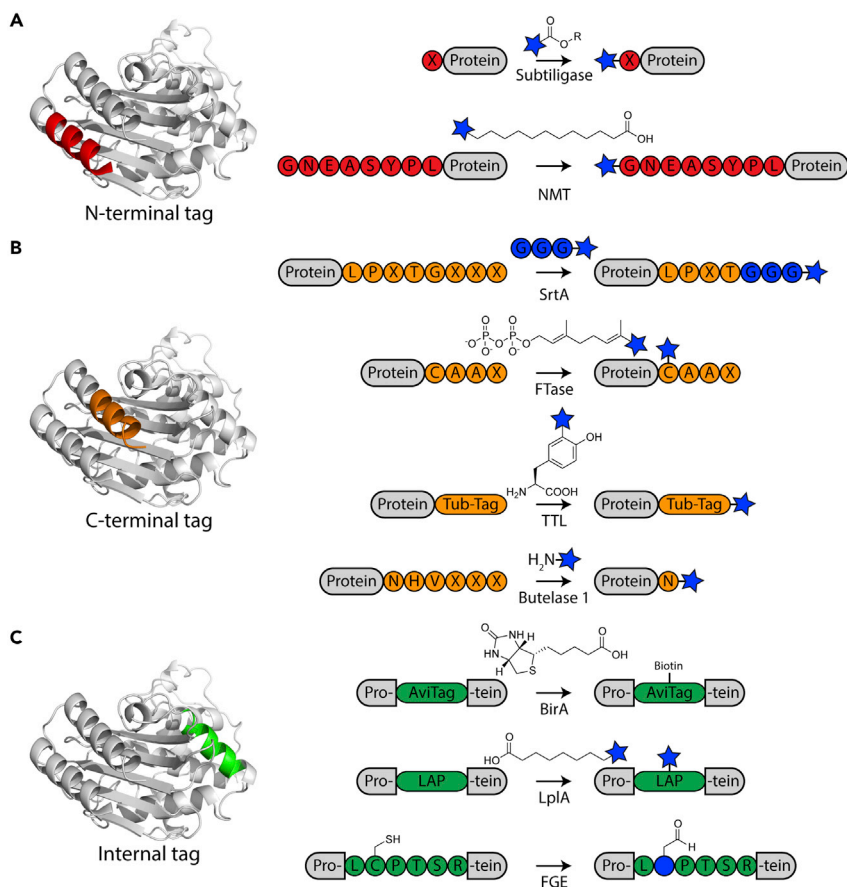 A
N-terminal tag
X Protein
O
O R
Subtiligase
X Protein
O
OH
G N E A S Y P L Protein
NMT
G N E A S Y P L Protein
B
C-terminal tag
G G G
Protein L P X T G X X X
SrtA
Protein L P X T G G G
O O
-O P O P O
O- O-
Protein C A A X
FTase
Protein C A A X
OH
H2N COOH
Protein Tub-Tag
TTL
Protein Tub-Tag
H2N
Protein N H V X X X
Butelase 1
Protein N
C
Internal tag
O
HN NH
H H
S
O
OH
Pro- AviTag -tein
BirA
Biotin
Pro- AviTag -tein
O
HO
Pro- LAP -tein
LplA
Pro- LAP -tein
SH
Pro- L C P T S R -tein
FGE
O
H
Pro- L P T S R -tein